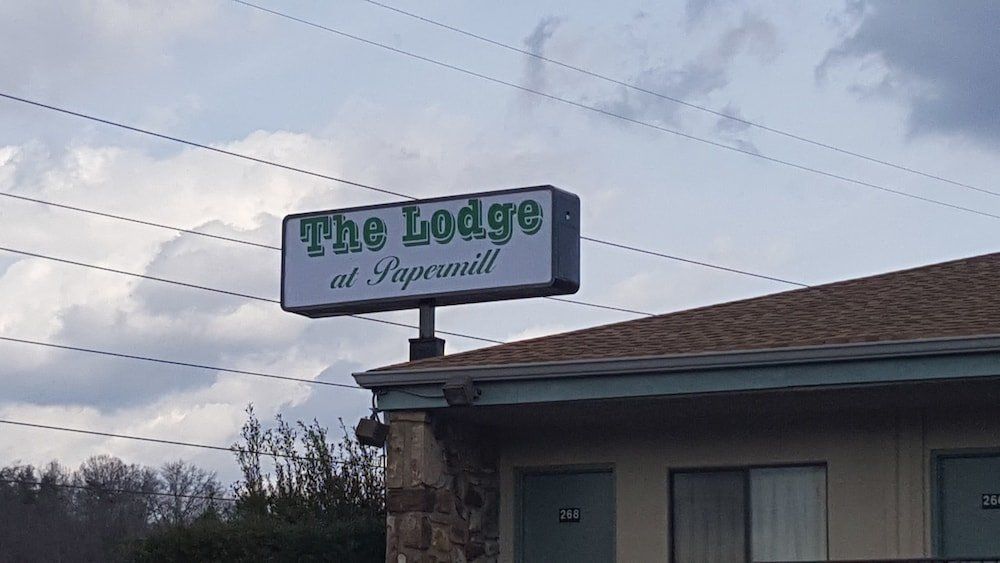 The Lodge
at Papermill
268